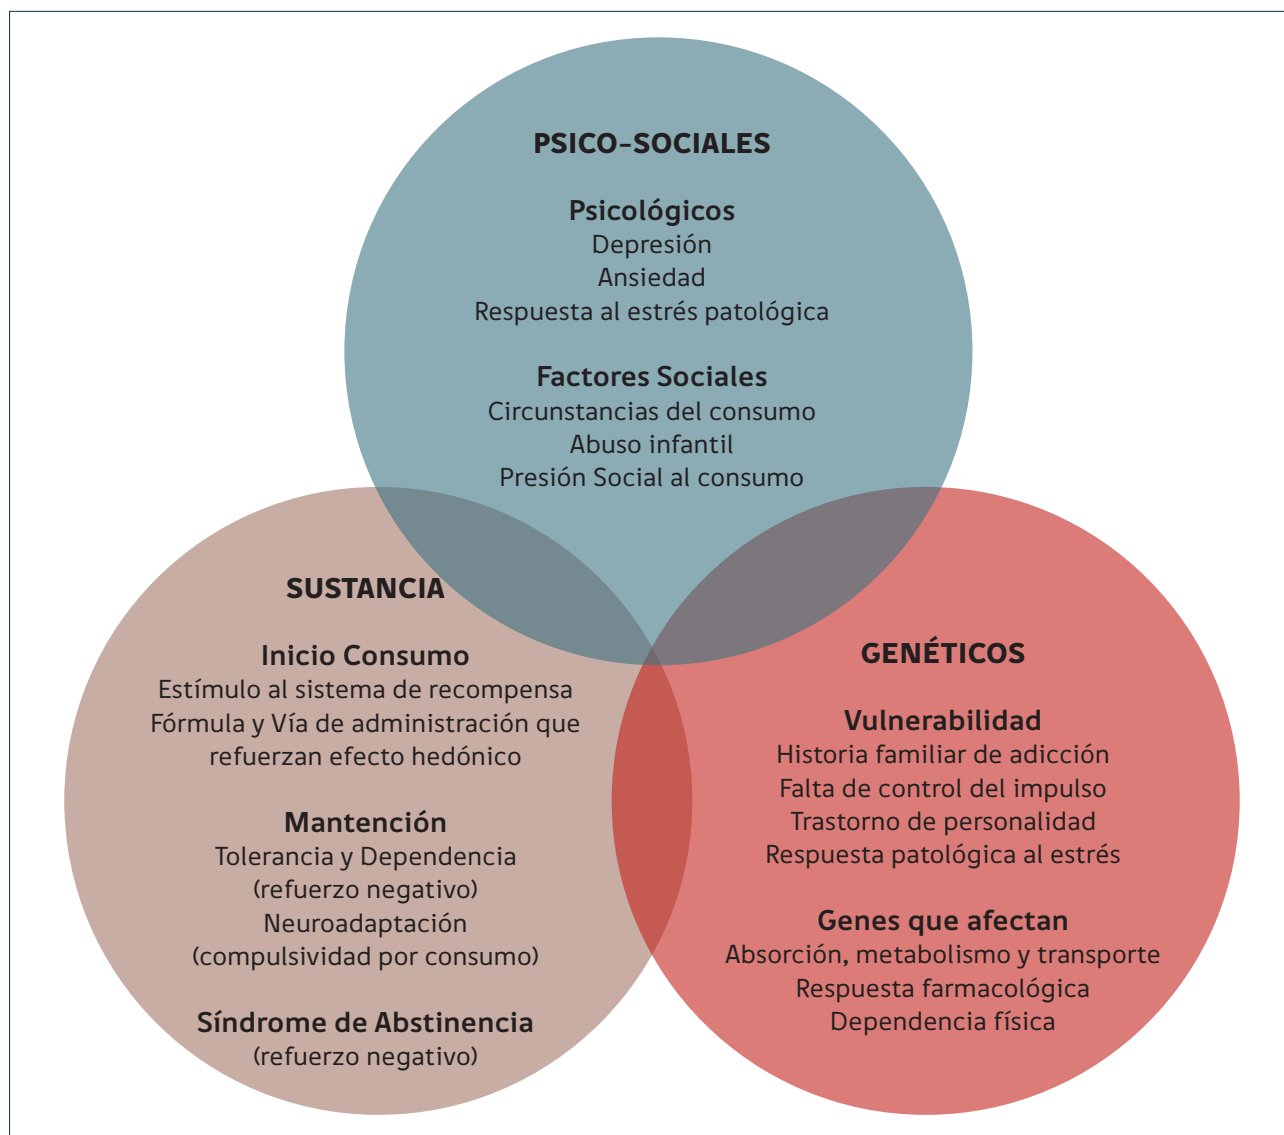 PSICO-SOCIALES
Psicológicos
Depresión
Ansiedad
Respuesta al estrés patológica
Factores Sociales
Circunstancias del consumo
Abuso infantil
Presión Social al consumo
SUSTANCIA
Inicio Consumo
Estímulo al sistema de recompensa
Fórmula y Vía de administración que
refuerzan efecto hedónico
Mantención
Tolerancia y Dependencia
(refuerzo negativo)
Neuroadaptación
(compulsividad por consumo)
Síndrome de Abstinencia
(refuerzo negativo)
GENÉTICOS
Vulnerabilidad
Historia familiar de adicción
Falta de control del impulso
Trastorno de personalidad
Respuesta patológica al estrés
Genes que afectan
Absorción, metabolismo y transporte
Respuesta farmacológica
Dependencia física